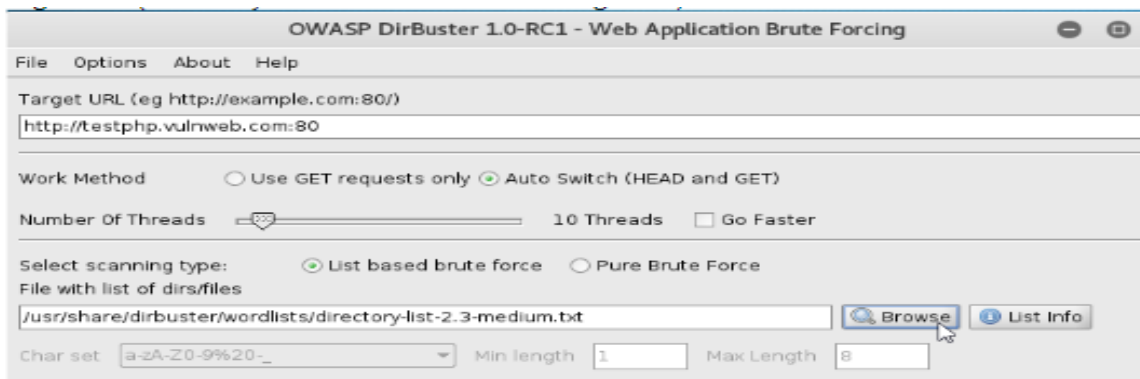 OWASP DirBuster 1.0-RC1 - Web Application Brute Forcing
File Options About Help
Target URL (eg http://example.com:80/)
http://testphp.vulnweb.com:80
Work Method Use GET requests only Auto Switch (HEAD and GET)
Number Of Threads 10 Threads Go Faster
Select scanning type: List based brute force Pure Brute Force
File with list of dirs/files
/usr/share/dirbuster/wordlists/directory-list-2.3-medium.txt Browse List Info
Char set a-zA-Z0-9%20-_ Min length 1 Max Length 8